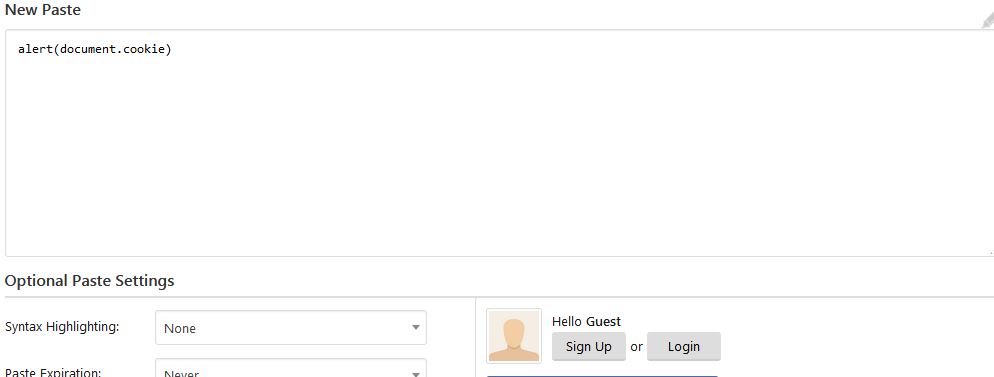 New Paste
alert(document.cookie)
Optional Paste Settings
Syntax Highlighting:
None
Hello Guest
Sign Up or Login
Paste Expiration:
Never